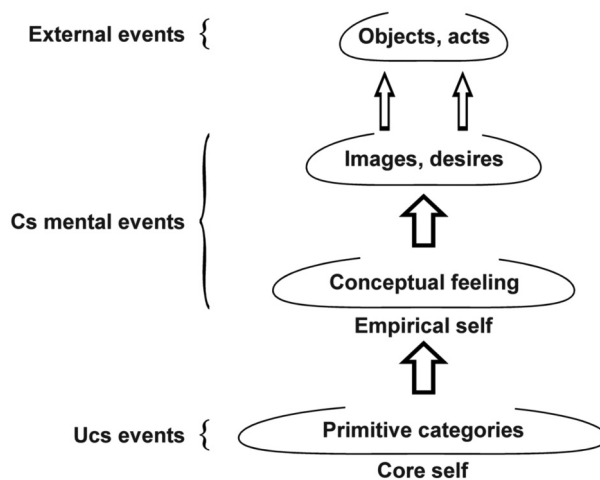 External events
Objects, acts
Images, desires
Cs mental events
Conceptual feeling
Empirical self
Ucs events
Primitive categories
Core self